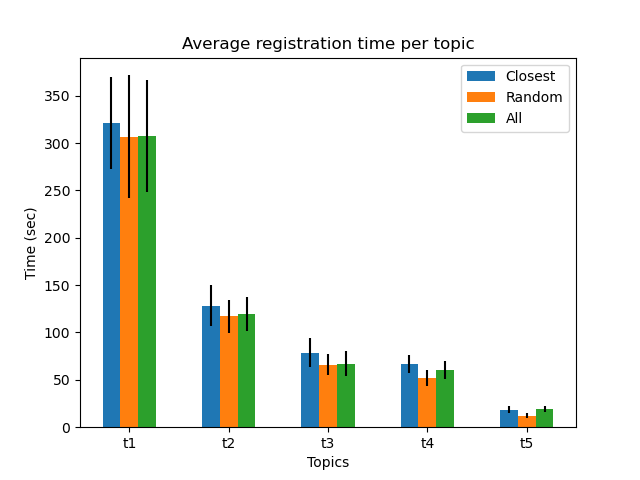 Average registration time per topic
Closest
Random
All
350
300
250
200
150
100
50
0
Time (sec)
t1 t2 t3 t4 t5
Topics